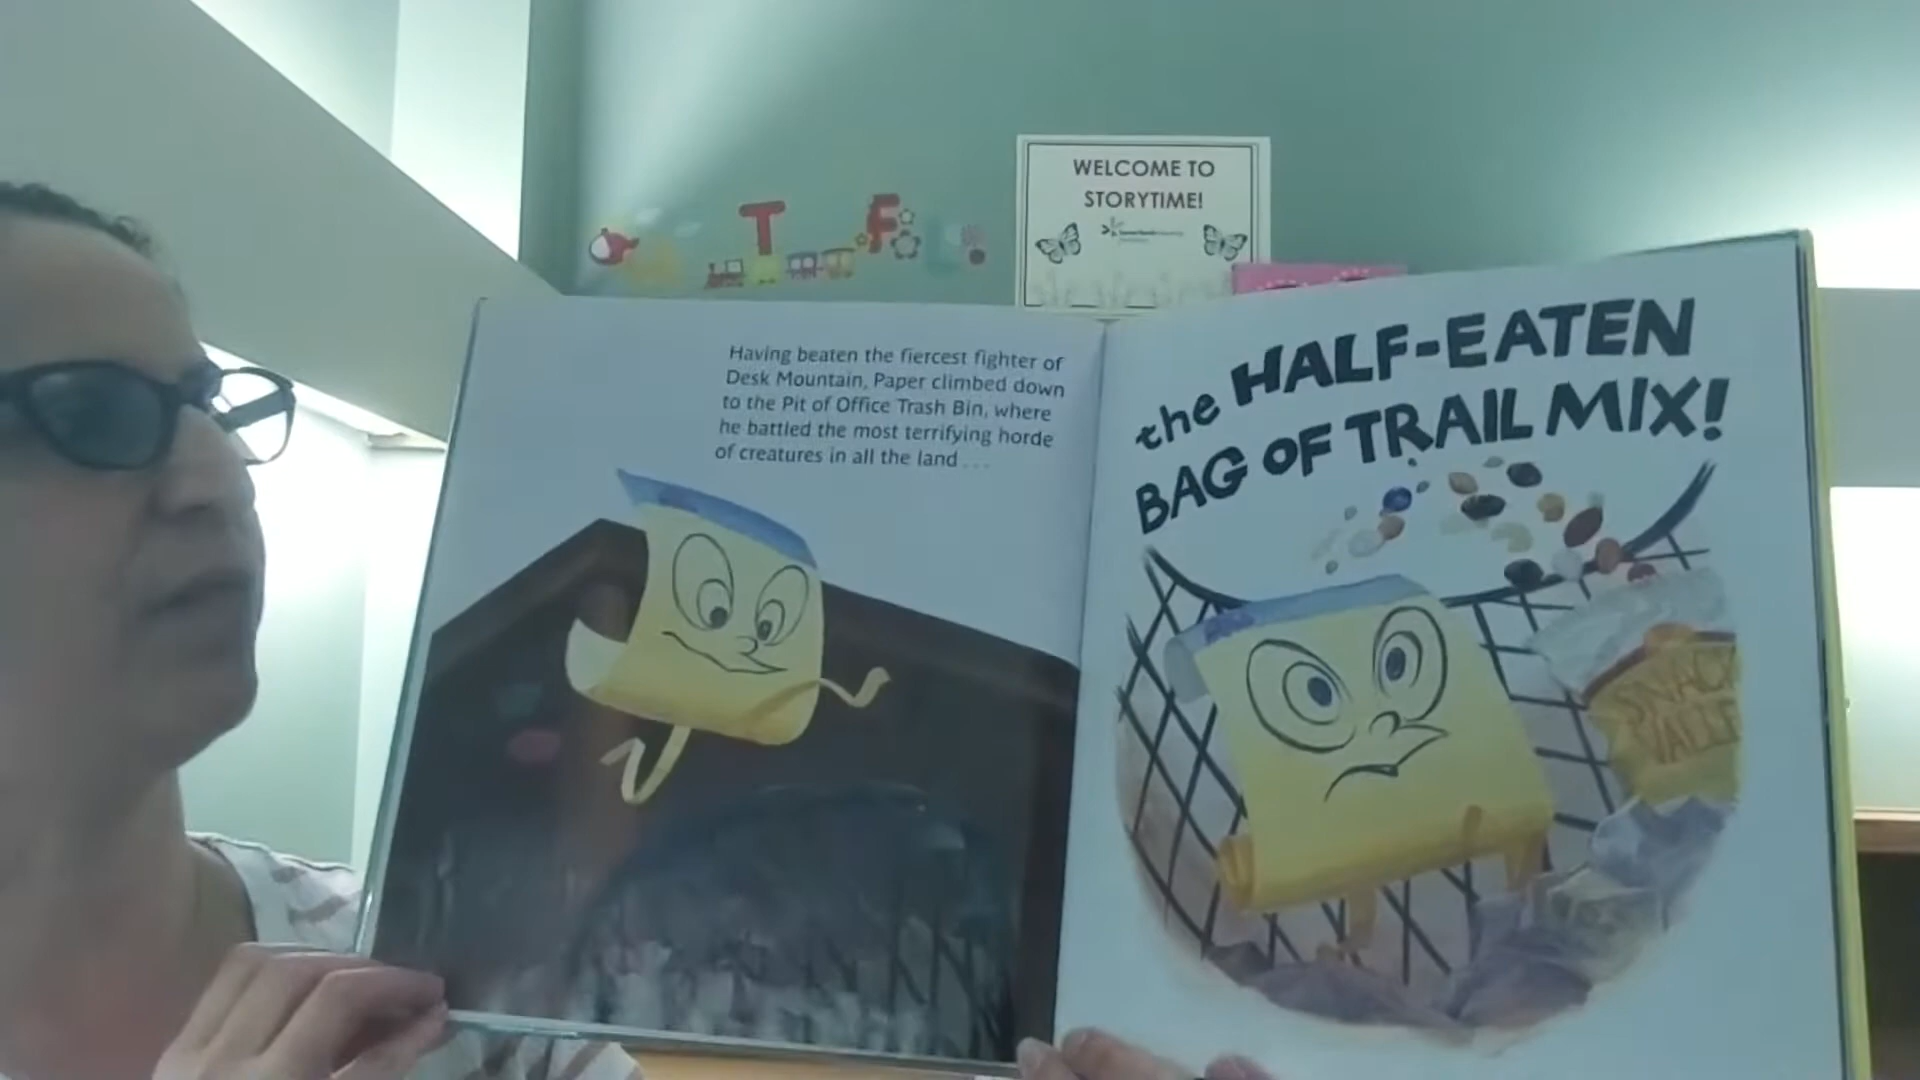 T F
WELCOME TO
STORYTIME!
Having beaten the fiercest fighter of
Desk Mountain, Paper climbed down
to the Pit of Office Trash Bin, where
he battled the most terrifying horde
of creatures in all the land . . .
the HALF-EATEN
BAG OF TRAIL MIX!
SNACK
VALLE